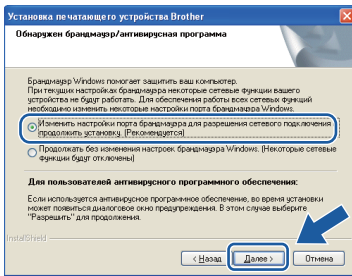 Установка печатающего устройства Brother
Обнаружен брандмауэр/антивирусная программа
Брандмауэр Windows помогает защитить ваш компьютер.
При текущих настройках брандмауэра некоторые сетевые функции вашего
устройства не будут работать. Для обеспечения работы всех сетевых функций
необходимо изменить некоторые настройки порта брандмауэра Windows.
Изменить настройки порта брандмауэра для разрешения сетевого подключения
продолжить установку. (Рекомендуется)
Продолжать без изменения настроек брандмауэра Windows. (Некоторые сетевые
функции будут отключены)
Для пользователей антивирусного программного обеспечения:
Если используется антивирусное программное обеспечение, во время установки
может появиться диалоговое окно предупреждения. В этом случае выберите
"Разрешить" для продолжения.
InstallShield
< Назад Далее > Отмена